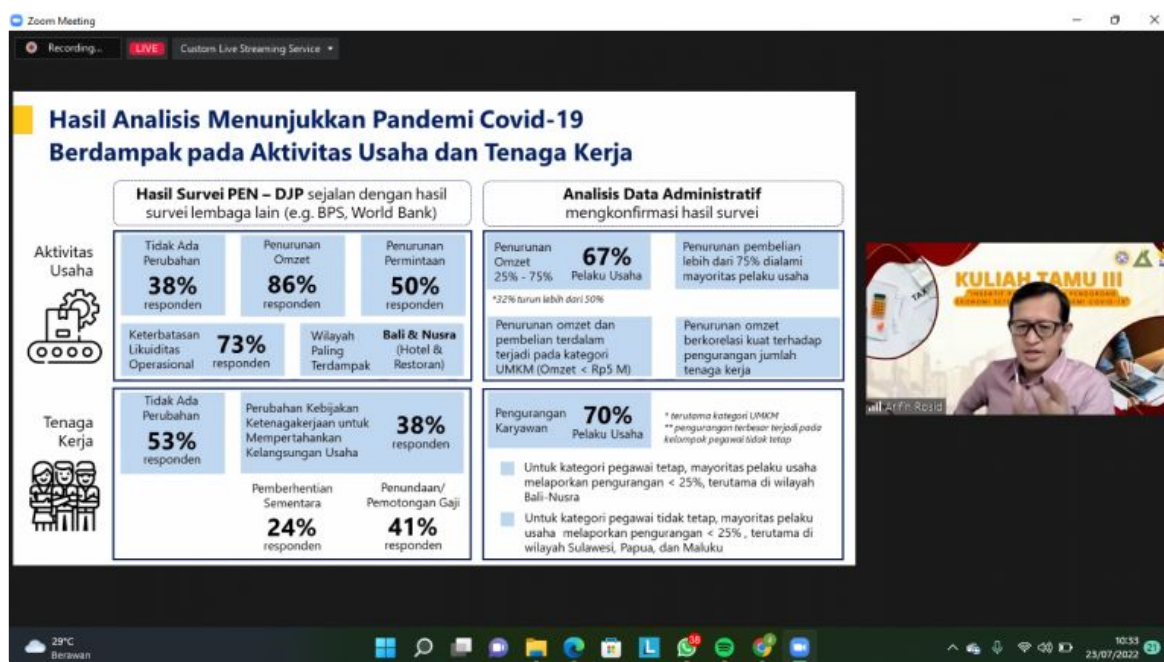 Zoom Meeting
Recording...
LIVE
Custom Live Streaming Service
Hasil Analisis Menunjukkan Pandemi Covid-19
Berdampak pada Aktivitas Usaha dan Tenaga Kerja
Hasil Survei PEN – DJP sejalan dengan hasil
survei lembaga lain (e.g. BPS, World Bank)
Analisis Data Administratif
mengkonfirmasi hasil survei
Aktivitas
Usaha
Tidak Ada
Perubahan
38%
responden
Penurunan
Omzet
86%
responden
Penurunan
Permintaan
50%
responden
Keterbatasan
Likuiditas
Operasional
73%
responden
Wilayah
Paling
Terdampak
Bali & Nusra
(Hotel &
Restoran)
Penurunan
Omzet
25% - 75%
67%
Pelaku Usaha
*32% turun lebih dari 50%
Penurunan pembelian
lebih dari 75% dialami
mayoritas pelaku usaha
Penurunan omzet dan
pembelian terdalam
terjadi pada kategori
UMKM (Omzet < Rp5 M)
Penurunan omzet
berkorelasi kuat terhadap
pengurangan jumlah
tenaga kerja
Tenaga
Kerja
Tidak Ada
Perubahan
53%
responden
Perubahan Kebijakan
Ketenagakerjaan untuk
Mempertahankan
Kelangsungan Usaha
38%
responden
Pemberhentian
Sementara
24%
responden
Penundaan/
Pemotongan Gaji
41%
responden
Pengurangan
Karyawan
70%
Pelaku Usaha
* terutama kategori UMKM
** pengurangan terbesar terjadi pada
kelompok pegawai tidak tetap
Untuk kategori pegawai tetap, mayoritas pelaku usaha
melaporkan pengurangan < 25%, terutama di wilayah
Bali-Nusra
Untuk kategori pegawai tidak tetap, mayoritas pelaku
usaha melaporkan pengurangan < 25% , terutama di
wilayah Sulawesi, Papua, dan Maluku
KULIAH TAMU III
TAX
Arifin Rosid
29°C
Berawan
38
10:33
23/07/2022
21